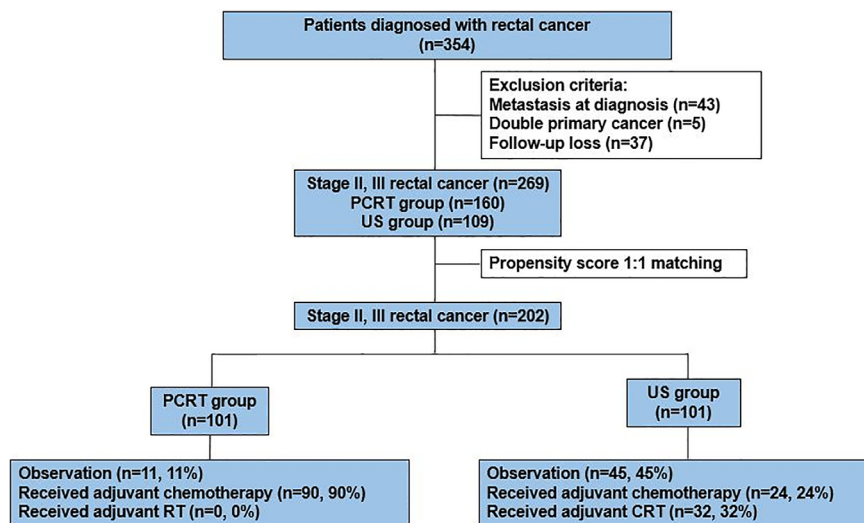 Patients diagnosed with rectal cancer
(n=354)
Exclusion criteria:
Metastasis at diagnosis (n=43)
Double primary cancer (n=5)
Follow-up loss (n=37)
Stage II, III rectal cancer (n=269)
PCRT group (n=160)
US group (n=109)
Propensity score 1:1 matching
Stage II, III rectal cancer (n=202)
PCRT group
(n=101)
US group
(n=101)
Observation (n=11, 11%)
Received adjuvant chemotherapy (n=90, 90%)
Received adjuvant RT (n=0, 0%)
Observation (n=45, 45%)
Received adjuvant chemotherapy (n=24, 24%)
Received adjuvant CRT (n=32, 32%)